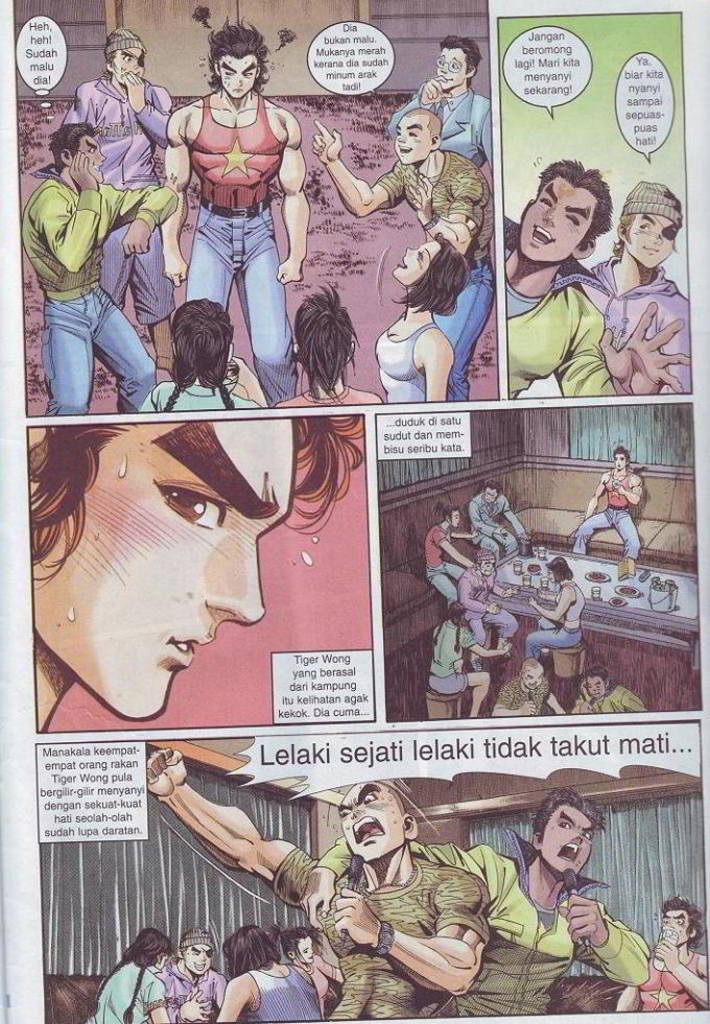 Heh,
heh!
Sudah
malu
dia!
Dia
bukan malu.
Mukanya merah
kerana dia sudah
minum arak
tadi!
Jangan
beromong
lagi! Mari kita
menyanyi
sekarang!
Ya,
biar kita
nyanyi
sampai
sepuas-
puas
hati!
Tiger Wong
yang berasal
dari kampung
itu kelihatan agak
kekok. Dia cuma...
...duduk di satu
sudut dan mem-
bisu seribu kata.
Manakala keempat-
empat orang rakan
Tiger Wong pula
bergilir-gilir menyanyi
dengan sekuat-kuat
hati seolah-olah
sudah lupa daratan.
Lelaki sejati lelaki tidak takut mati...